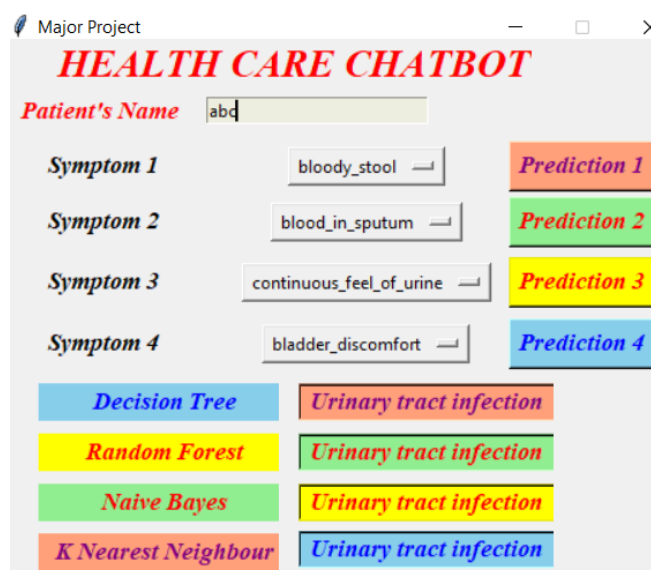 Major Project
HEALTH CARE CHATBOT
Patient's Name abc
Symptom 1 bloody_stool Prediction 1
Symptom 2 blood_in_sputum Prediction 2
Symptom 3 continuous_feel_of_urine Prediction 3
Symptom 4 bladder_discomfort Prediction 4
Decision Tree Urinary tract infection
Random Forest Urinary tract infection
Naive Bayes Urinary tract infection
K Nearest Neighbour Urinary tract infection